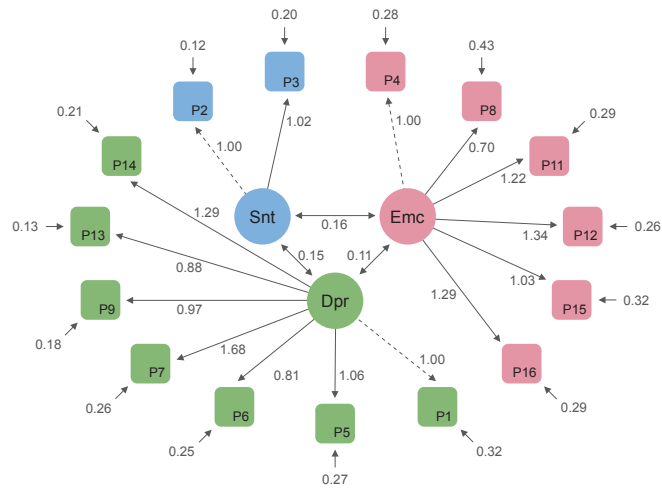 0.20
0.28
0.12
0.43
P3
P4
P2
P8
0.21
0.29
1.02
1.00
1.00
0.70
P14
P11
1.22
Snt
Emc
0.16
1.29
0.13
P13
P12
0.26
1.34
0.15
0.11
0.88
1.03
Dpr
1.29
P9
0.97
P15
0.32
0.18
1.68
1.00
P7
0.81
1.06
P16
0.26
P6
P5
P1
0.29
0.25
0.27
0.32